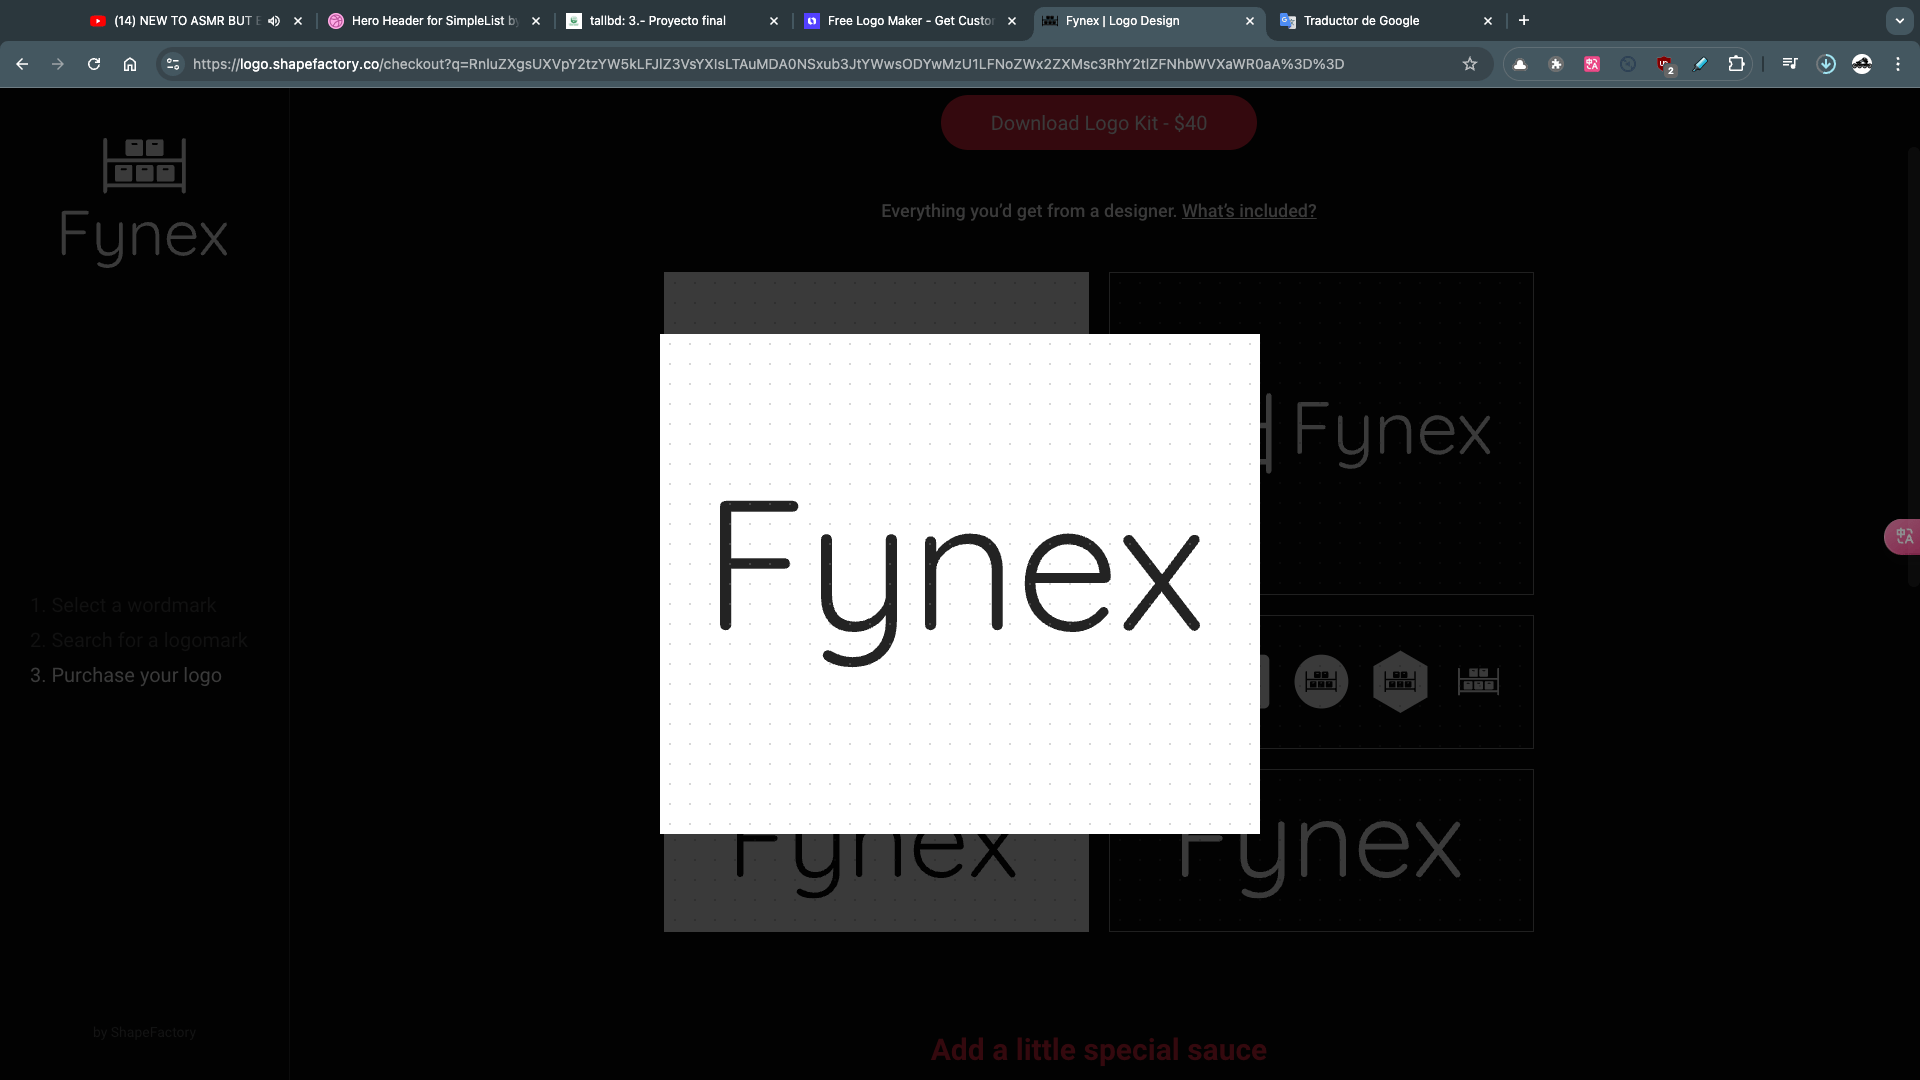 (14) NEW TO ASMR BUT
Hero Header for SimpleList by
tallbd: 3.- Proyecto final
Free Logo Maker - Get Custom
Fynex | Logo Design
Traductor de Google
https://logo.shapefactory.co/checkout?q=RnluZXgsUXVpY2tzYW5kLFJlZ3VsYXIsLTAuMDA0NSxub3JtYWwsODYwMzU1LFNoZWx2ZXMsc3RhY2tlZFNhbWVXaWR0aA%3D%3D
2
Download Logo Kit - $40
Everything you’d get from a designer. What’s included?
Fynex
Fynex
Fynex
1. Select a wordmark
2. Search for a logomark
3. Purchase your logo
Fynex
Fynex
by ShapeFactory
Add a little special sauce